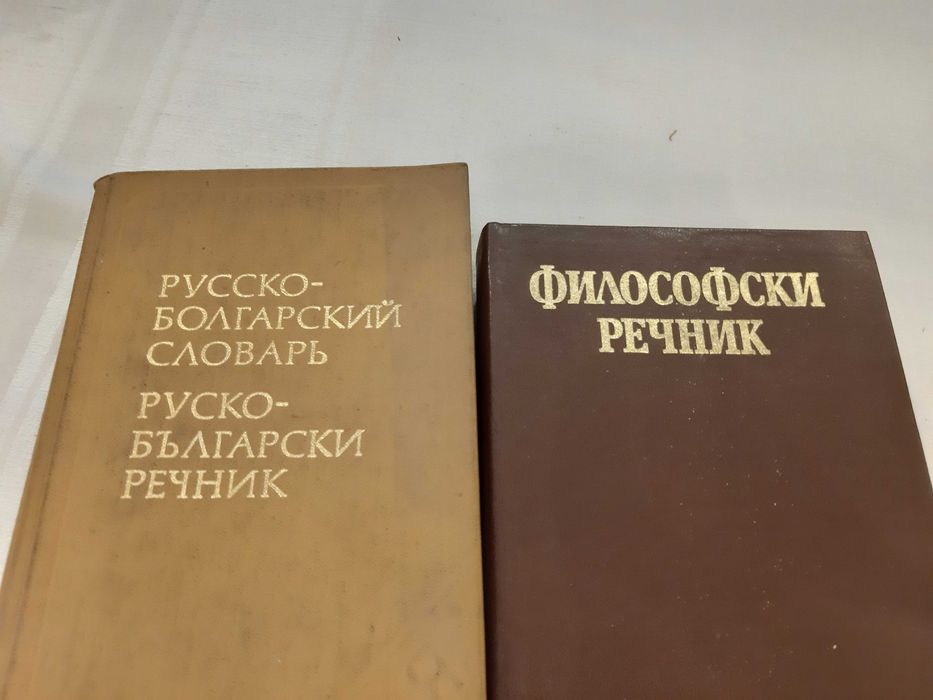 РУССКО-
БОЛГАРСКИЙ
СЛОВАРЬ
РУСКО-
БЪЛГАРСКИ
РЕЧНИК
ФИЛОСОФСКИ
РЕЧНИК